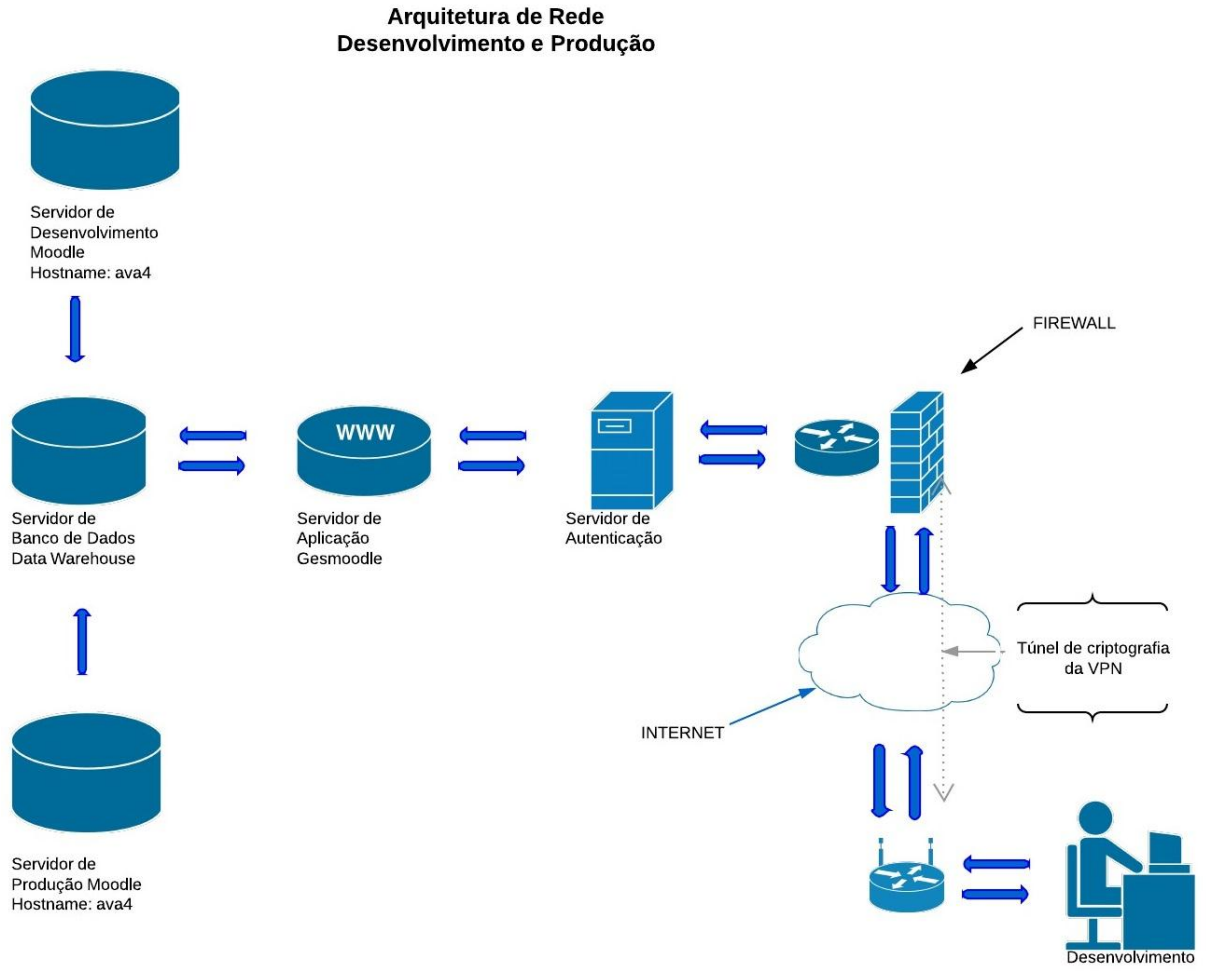 Arquitetura de Rede
Desenvolvimento e Produção
Servidor de
Desenvolvimento
Moodle
Hostname: ava4
FIREWALL
WWW
Servidor de
Banco de Dados
Data Warehouse
Servidor de
Aplicação
Gesmoodle
Servidor de
Autenticação
Túnel de criptografia
da VPN
INTERNET
Servidor de
Produção Moodle
Hostname: ava4
Desenvolvimento